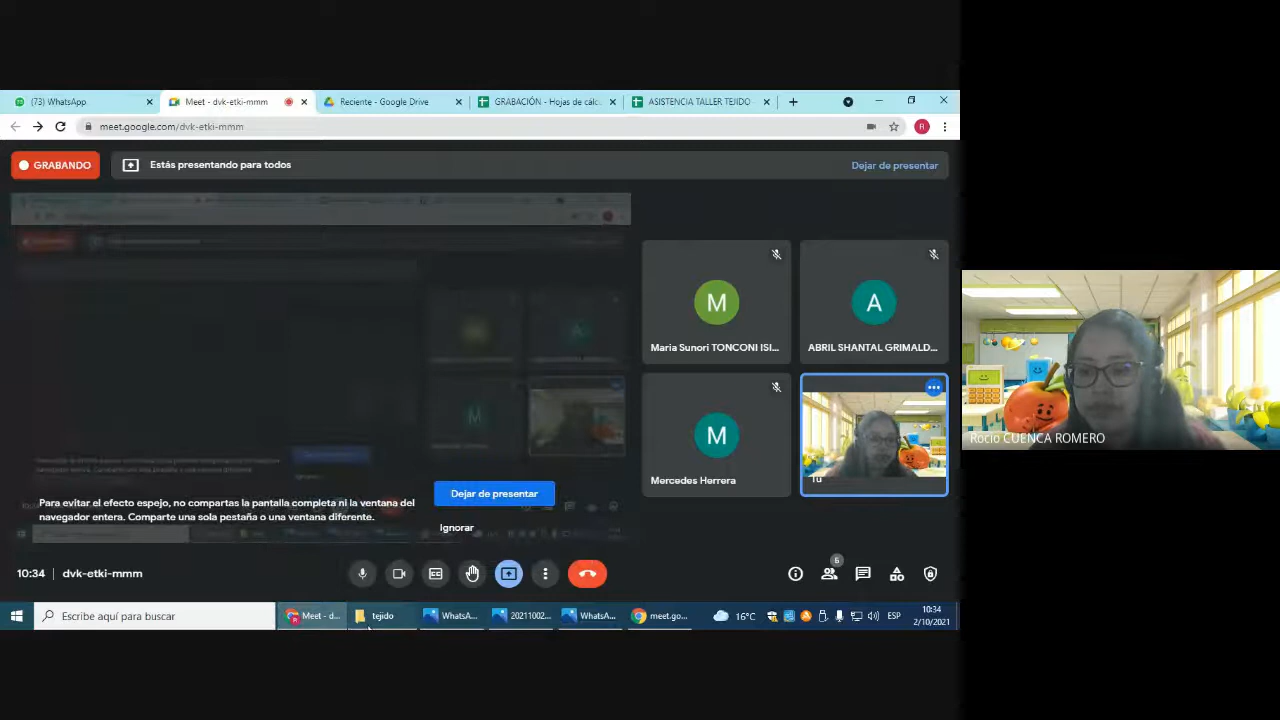 (73) WhatsApp
Meet - dvk-etki-mmm
Reciente - Google Drive
GRABACIÓN - Hojas de cálc
ASISTENCIA TALLER TEJIDO
meet.google.com/dvk-etki-mmm
GRABANDO
Estás presentando para todos
Dejar de presentar
M
A
Maria Sunori TONCONI ISI...
ABRIL SHANTAL GRIMALD...
M
Mercedes Herrera
Tú
Rocio CUENCA ROMERO
Para evitar el efecto espejo, no compartas la pantalla completa ni la ventana del
navegador entera. Comparte una sola pestaña o una ventana diferente.
Dejar de presentar
Ignorar
10:34 | dvk-etki-mmm
5
Escribe aquí para buscar
Meet - d...
tejido
WhatsA...
20211002...
WhatsA...
meet.go...
16°C
ESP
10:34
2/10/2021